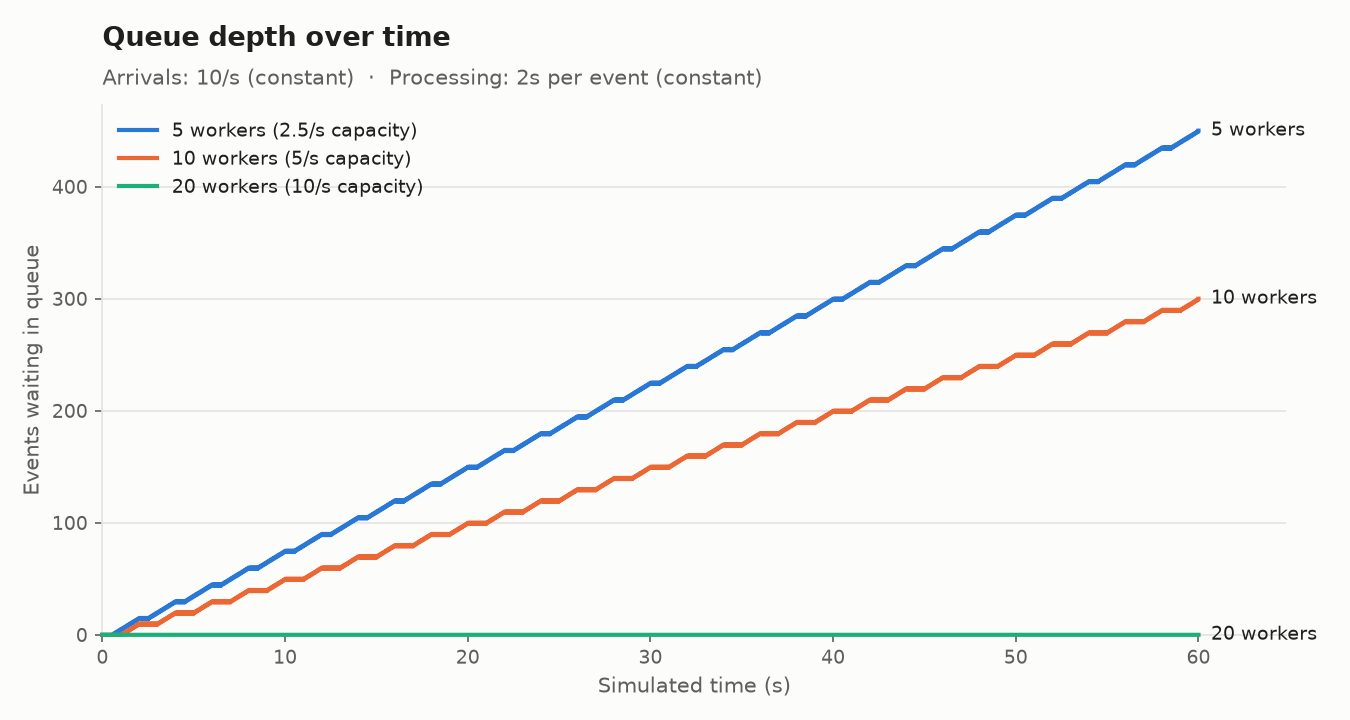 Queue depth over time
Arrivals: 10/s (constant)  ·  Processing: 2s per event (constant)
5 workers (2.5/s capacity)
10 workers (5/s capacity)
20 workers (10/s capacity)
5 workers
10 workers
20 workers
Events waiting in queue
400
300
200
100
0
0 10 20 30 40 50 60
Simulated time (s)